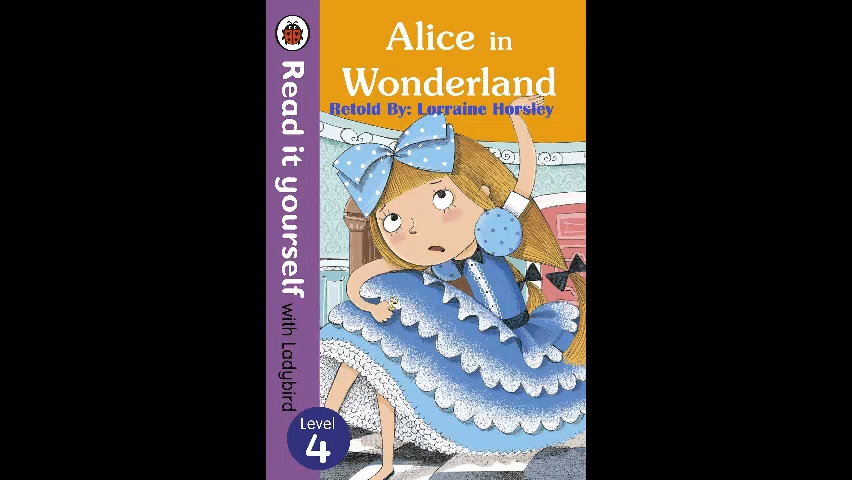 Alice in
Wonderland
Retold By: Lorraine Horsley
Read it yourself
with Ladybird
Level
4